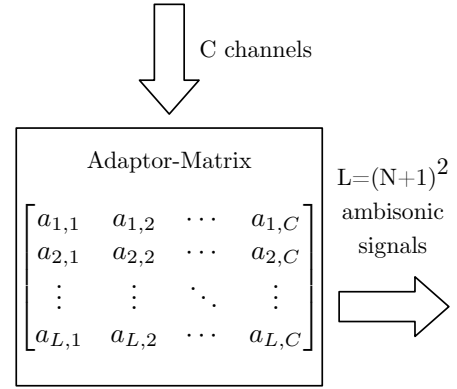 C channels
Adaptor-Matrix
L=(N+1)^2
ambisonic
signals
a_{1,1} a_{1,2} ⋯ a_{1,C}
a_{2,1} a_{2,2} ⋯ a_{2,C}
⋮ ⋮ ⋱ ⋮
a_{L,1} a_{L,2} ⋯ a_{L,C}